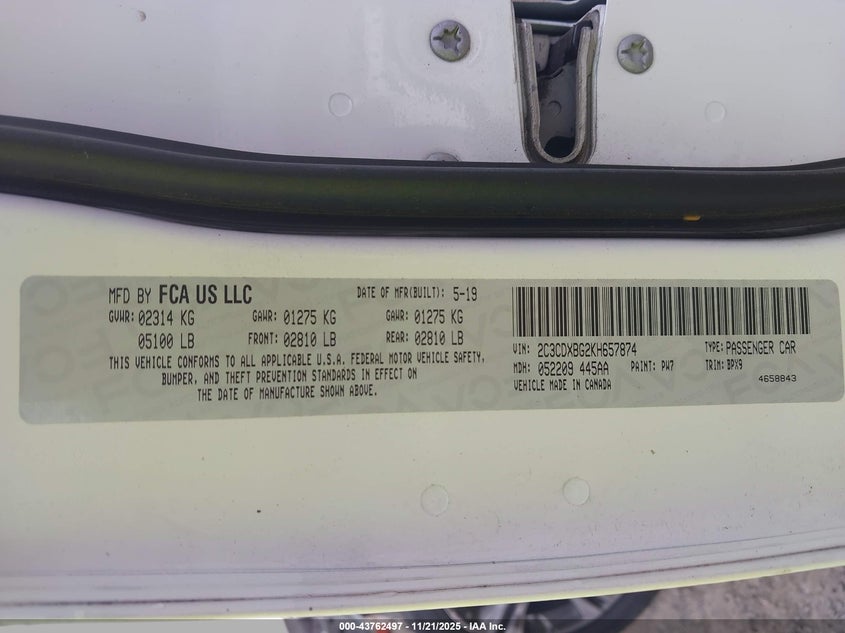 MFD BY FCA US LLC DATE OF MFR(BUILT): 5-19
GVWR: 02314 KG GAWR: 01275 KG GAWR: 01275 KG
05100 LB FRONT: 02810 LB REAR: 02810 LB
THIS VEHICLE CONFORMS TO ALL APPLICABLE U.S.A. FEDERAL MOTOR VEHICLE SAFETY,
BUMPER, AND THEFT PREVENTION STANDARDS IN EFFECT ON
THE DATE OF MANUFACTURE SHOWN ABOVE.
VIN: 2C3CDXBG2KH657874 TYPE: PASSENGER CAR
MDH: 052209 445AA PAINT: PW7 TRIM: BPX9
VEHICLE MADE IN CANADA 4658843
000-43762497 - 11/21/2025 - IAA Inc.